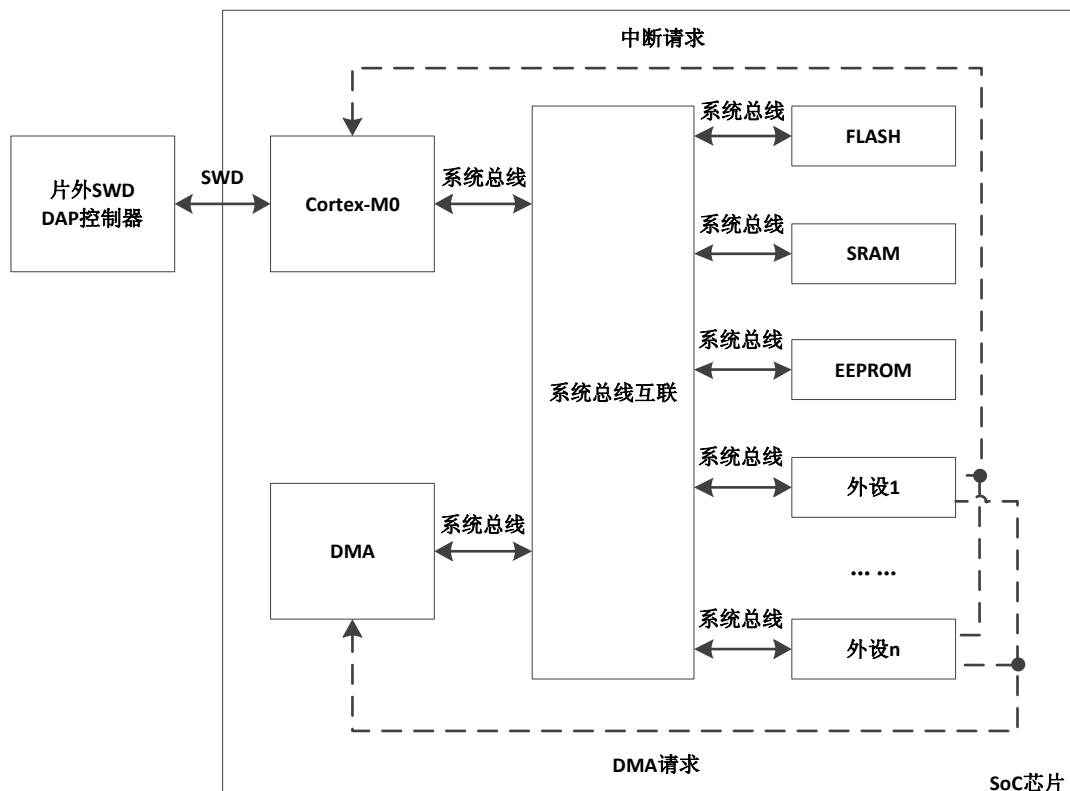 中断请求
片外SWD
DAP控制器
SWD
Cortex-M0
系统总线
系统总线互联
系统总线
FLASH
系统总线
SRAM
系统总线
EEPROM
系统总线
外设1
DMA
系统总线
... ...
系统总线
外设n
DMA请求
SoC芯片